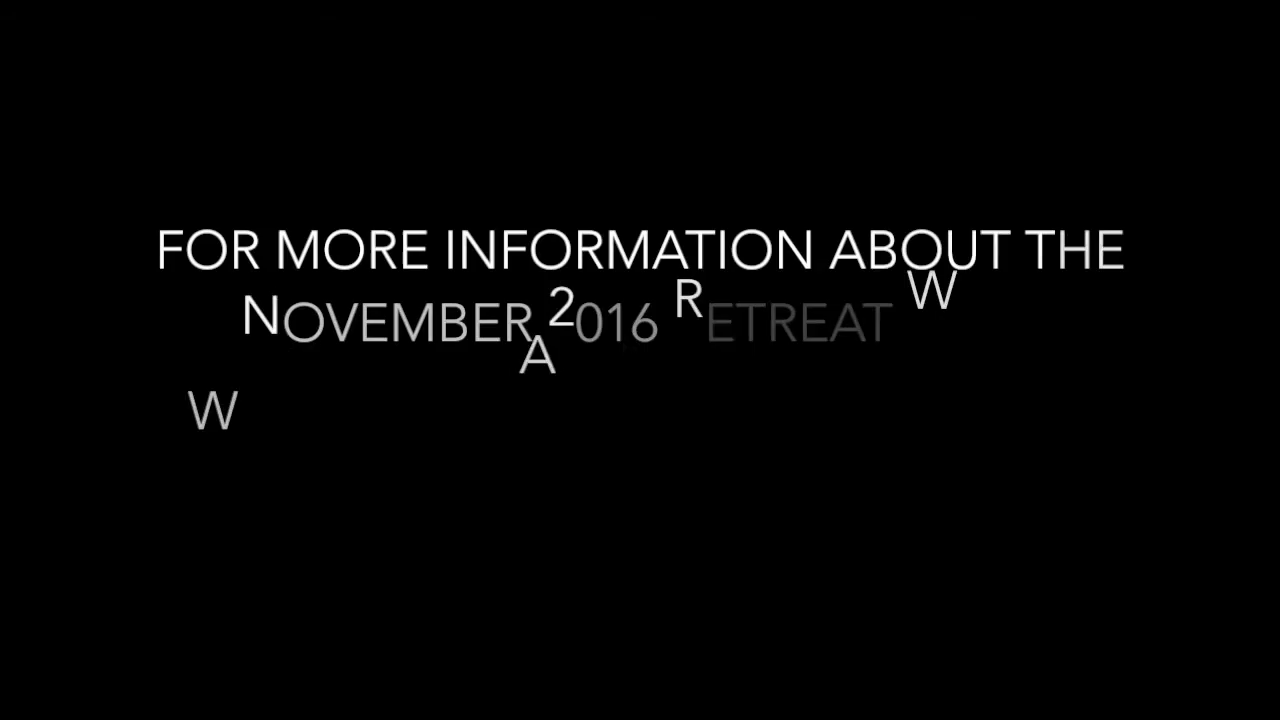 FOR MORE INFORMATION ABOUT THE
NOVEMBER 2016 RETREAT W
A
W